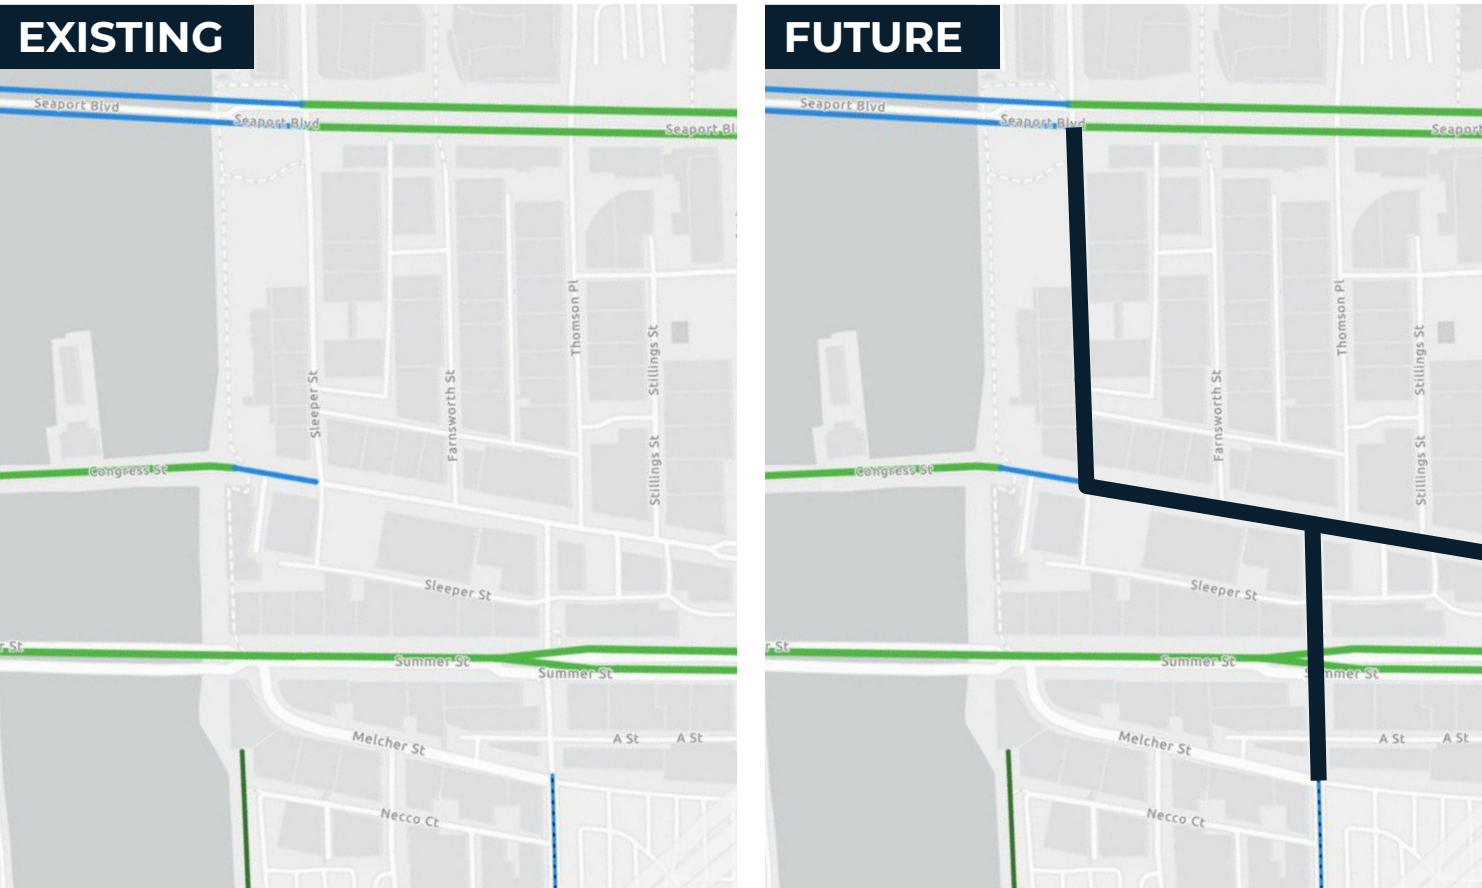 EXISTING
Seaport Blvd
Seaport Blvd
Seaport Bl
Thomson Pl
Stillings St
Sleeper St
Farnsworth St
Stillings St
Congress St
Sleeper St
r St
Summer St
Summer St
Melcher St
A St
A St
Necco Ct
FUTURE
Seaport Blvd
Seaport Blvd
Seaport
Thomson Pl
Stillings St
Farnsworth St
Stillings St
Congress St
Sleeper St
r St
Summer St
mmer St
Melcher St
A St
A St
Necco Ct